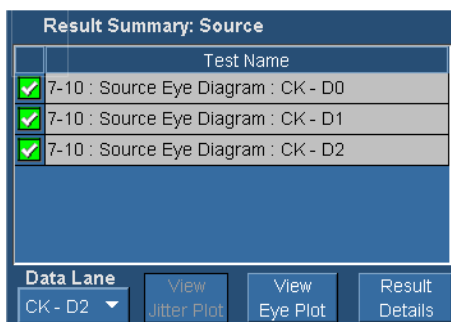 Result Summary: Source
Test Name
7-10 : Source Eye Diagram : CK - D0
7-10 : Source Eye Diagram : CK - D1
7-10 : Source Eye Diagram : CK - D2
Data Lane
CK - D2
View
Jitter Plot
View
Eye Plot
Result
Details